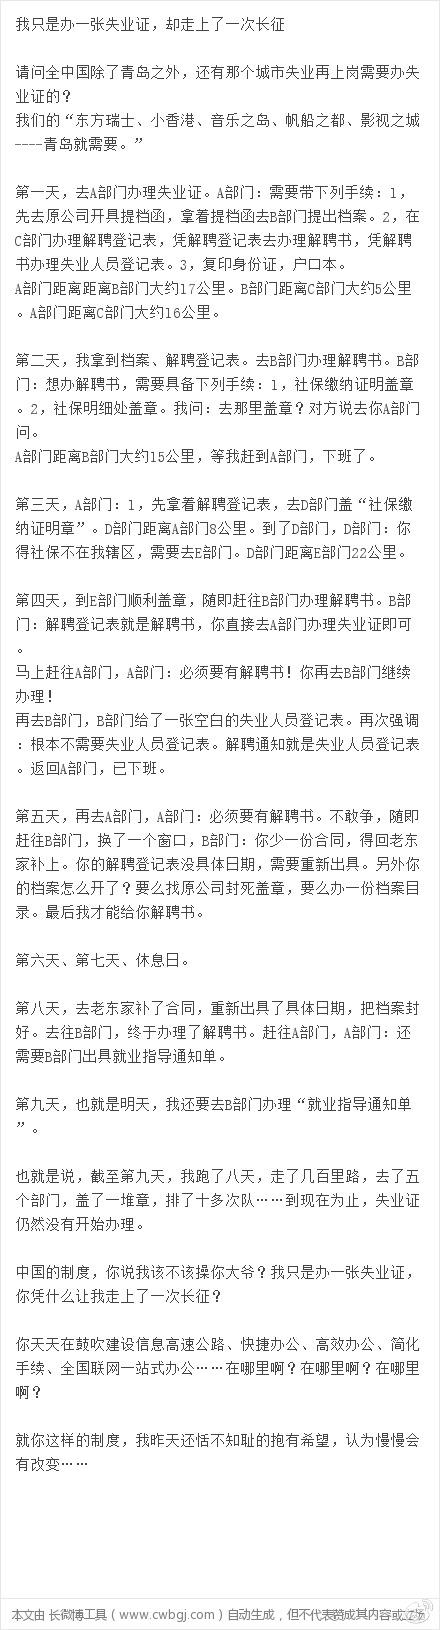 我只是办一张失业证，却走上了一次长征
请问全中国除了青岛之外，还有那个城市失业再上岗需要办失
业证的？
我们的“东方瑞士、小香港、音乐之岛、帆船之都、影视之城
----青岛就需要。”
第一天，去A部门办理失业证。A部门：需要带下列手续：1，
先去原公司开具提档函，拿着提档函去B部门提出档案。2，在
C部门办理解聘登记表，凭解聘登记表去办理解聘书，凭解聘
书办理失业人员登记表。3，复印身份证，户口本。
A部门距离距离B部门大约17公里。B部门距离C部门大约5公里
。A部门距离C部门大约16公里。
第二天，我拿到档案、解聘登记表。去B部门办理解聘书。B部
门：想办解聘书，需要具备下列手续：1，社保缴纳证明盖章
。2，社保明细处盖章。我问：去那里盖章？对方说去你A部门
问。
A部门距离B部门大约15公里，等我赶到A部门，下班了。
第三天，A部门：1，先拿着解聘登记表，去D部门盖“社保缴
纳证明章”。D部门距离A部门8公里。到了D部门，D部门：你
得社保不在我辖区，需要去E部门。D部门距离E部门22公里。
第四天，到E部门顺利盖章，随即赶往B部门办理解聘书。B部
门：解聘登记表就是解聘书，你直接去A部门办理失业证即可
。
马上赶往A部门，A部门：必须要有解聘书！你再去B部门继续
办理！
再去B部门，B部门给了一张空白的失业人员登记表。再次强调
：根本不需要失业人员登记表。解聘通知就是失业人员登记表
。返回A部门，已下班。
第五天，再去A部门，A部门：必须要有解聘书。不敢争，随即
赶往B部门，换了一个窗口，B部门：你少一份合同，得回老东
家补上。你的解聘登记表没具体日期，需要重新出具。另外你
的档案怎么开了？要么找原公司封死盖章，要么办一份档案目
录。最后我才能给你解聘书。
第六天、第七天、休息日。
第八天，去老东家补了合同，重新出具了具体日期，把档案封
好。去往B部门，终于办理了解聘书。赶往A部门，A部门：还
需要B部门出具就业指导通知单。
第九天，也就是明天，我还要去B部门办理“就业指导通知单
”。
也就是说，截至第九天，我跑了八天，走了几百里路，去了五
个部门，盖了一堆章，排了十多次队……到现在为止，失业证
仍然没有开始办理。
中国的制度，你说我该不该操你大爷？我只是办一张失业证，
你凭什么让我走上了一次长征？
你天天在鼓吹建设信息高速公路、快捷办公、高效办公、简化
手续、全国联网一站式办公……在哪里啊？在哪里啊？在哪里
啊？
就你这样的制度，我昨天还恬不知耻的抱有希望，认为慢慢会
有改变……
本文由 长微博工具（www.cwbgj.com）自动生成，但不代表赞成其内容或立场